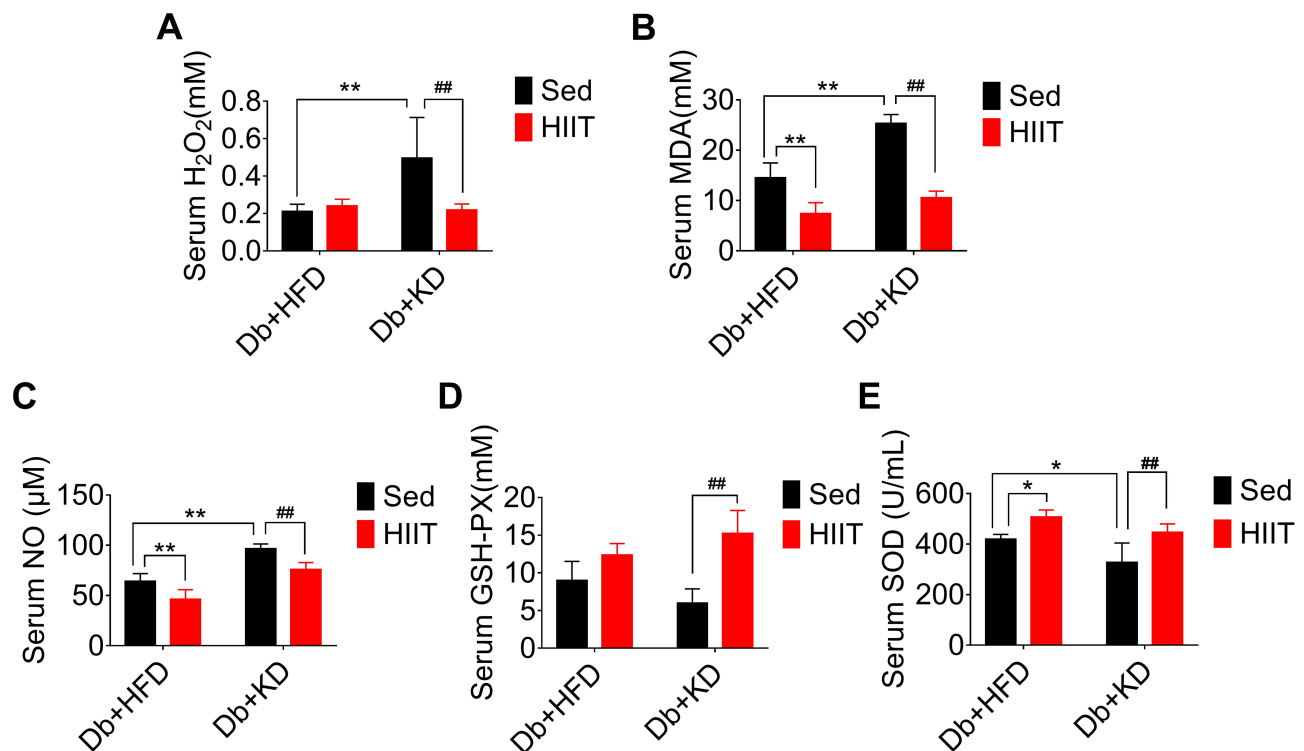 A
Serum H₂O₂(mM)
0.8
0.6
0.4
0.2
0.0
**
##
Sed
HIIT
Db+HFD
Db+KD
B
Serum MDA(mM)
30
20
10
0
**
**
##
Sed
HIIT
Db+HFD
Db+KD
C
Serum NO (μM)
150
100
50
0
**
**
##
Sed
HIIT
Db+HFD
Db+KD
D
Serum GSH-PX(mM)
20
15
10
5
0
##
Sed
HIIT
Db+HFD
Db+KD
E
Serum SOD (U/mL)
600
400
200
0
*
*
##
Sed
HIIT
Db+HFD
Db+KD